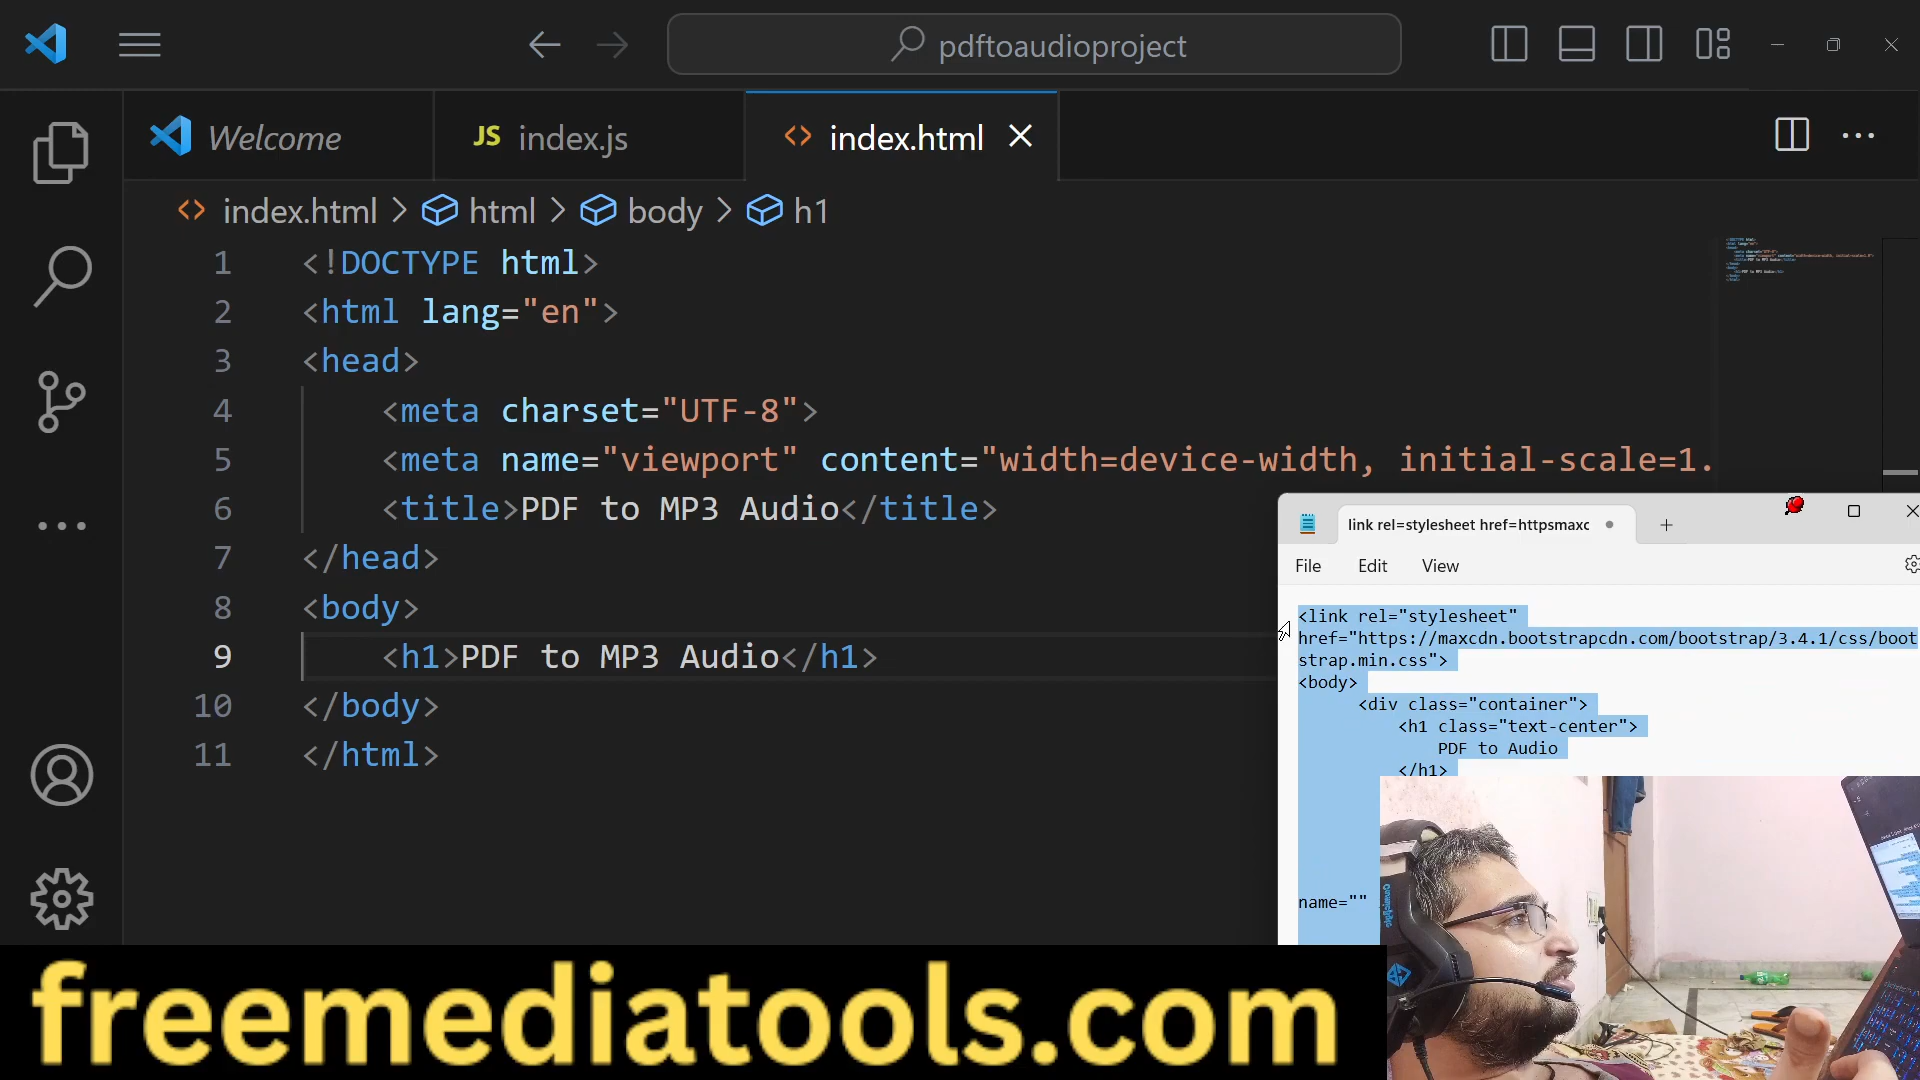 pdftoaudioproject
Welcome
JS index.js
index.html
index.html > html > body > h1
1 <!DOCTYPE html>
2 <html lang="en">
3 <head>
4 <meta charset="UTF-8">
5 <meta name="viewport" content="width=device-width, initial-scale=1.
6 <title>PDF to MP3 Audio</title>
7 </head>
8 <body>
9 <h1>PDF to MP3 Audio</h1>
10 </body>
11 </html>
link rel=stylesheet href=httpsmaxc
File Edit View
<link rel="stylesheet"
href="https://maxcdn.bootstrapcdn.com/bootstrap/3.4.1/css/boot
strap.min.css">
<body>
<div class="container">
<h1 class="text-center">
PDF to Audio
</h1>
name=""
freemediatools.com